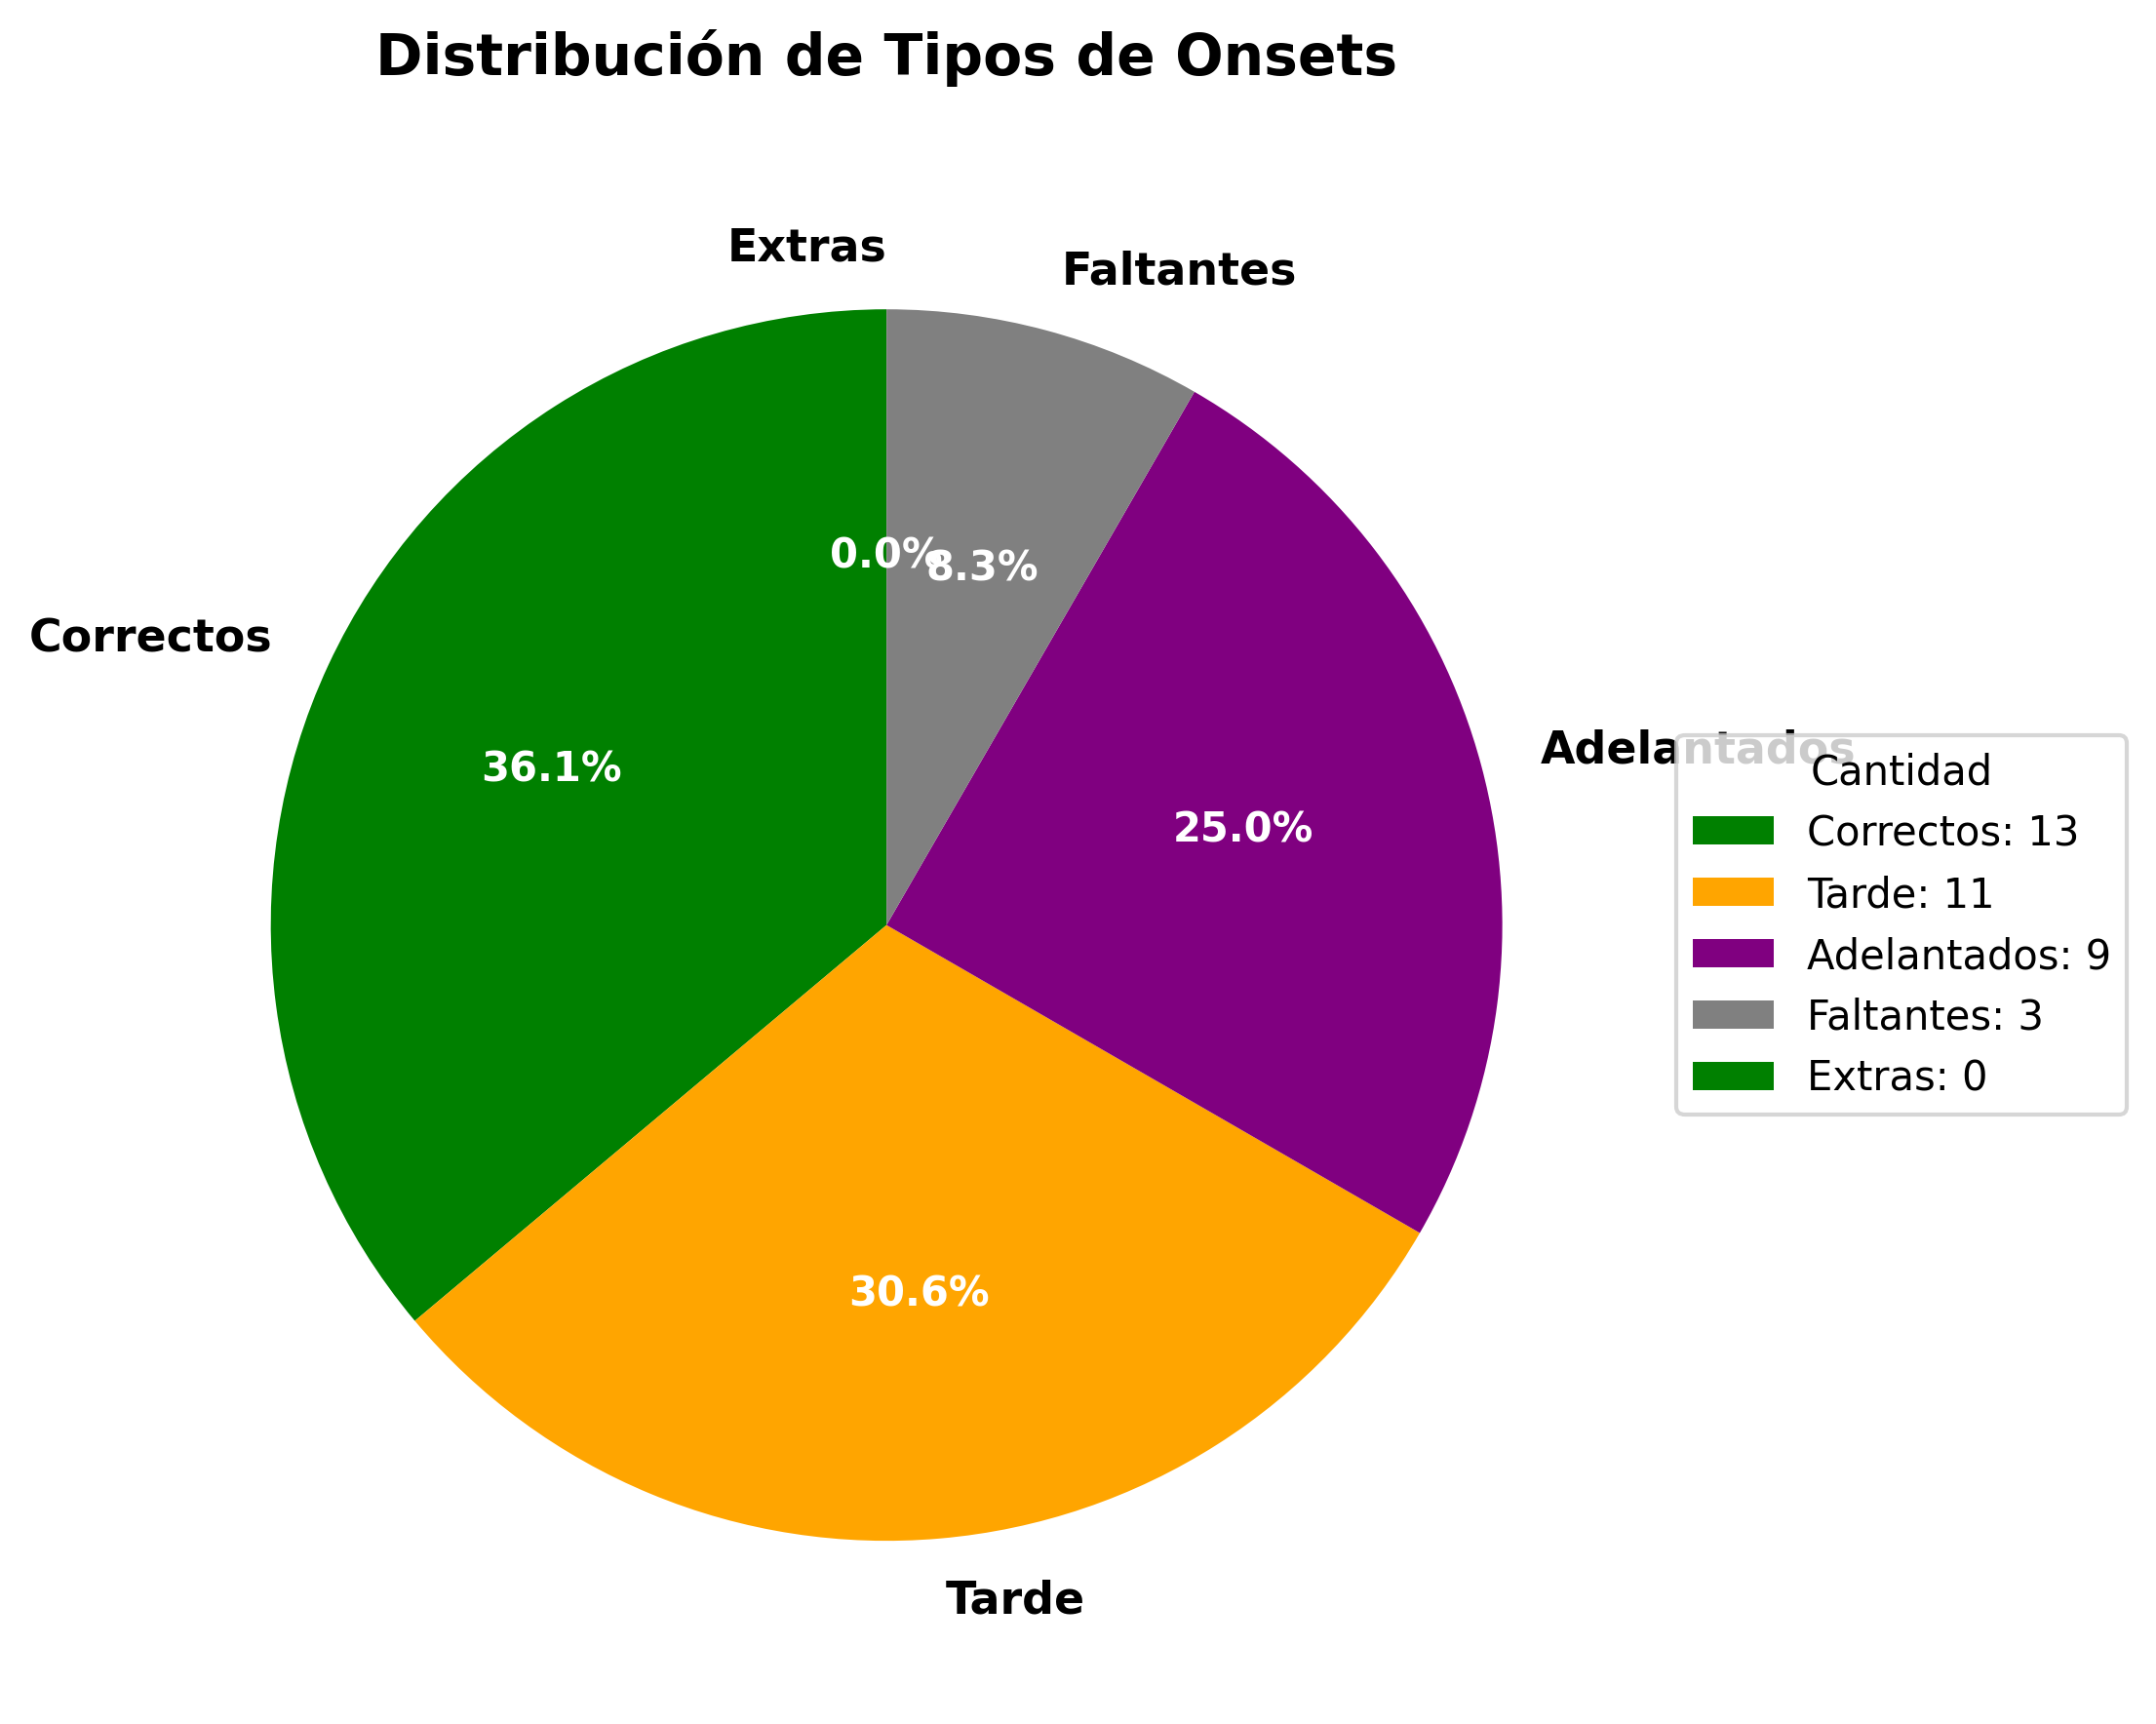 Distribución de Tipos de Onsets
Extras
Faltantes
0.0%
8.3%
Correctos
36.1%
Adelantados
25.0%
Cantidad
Correctos: 13
Tarde: 11
Adelantados: 9
Faltantes: 3
Extras: 0
30.6%
Tarde